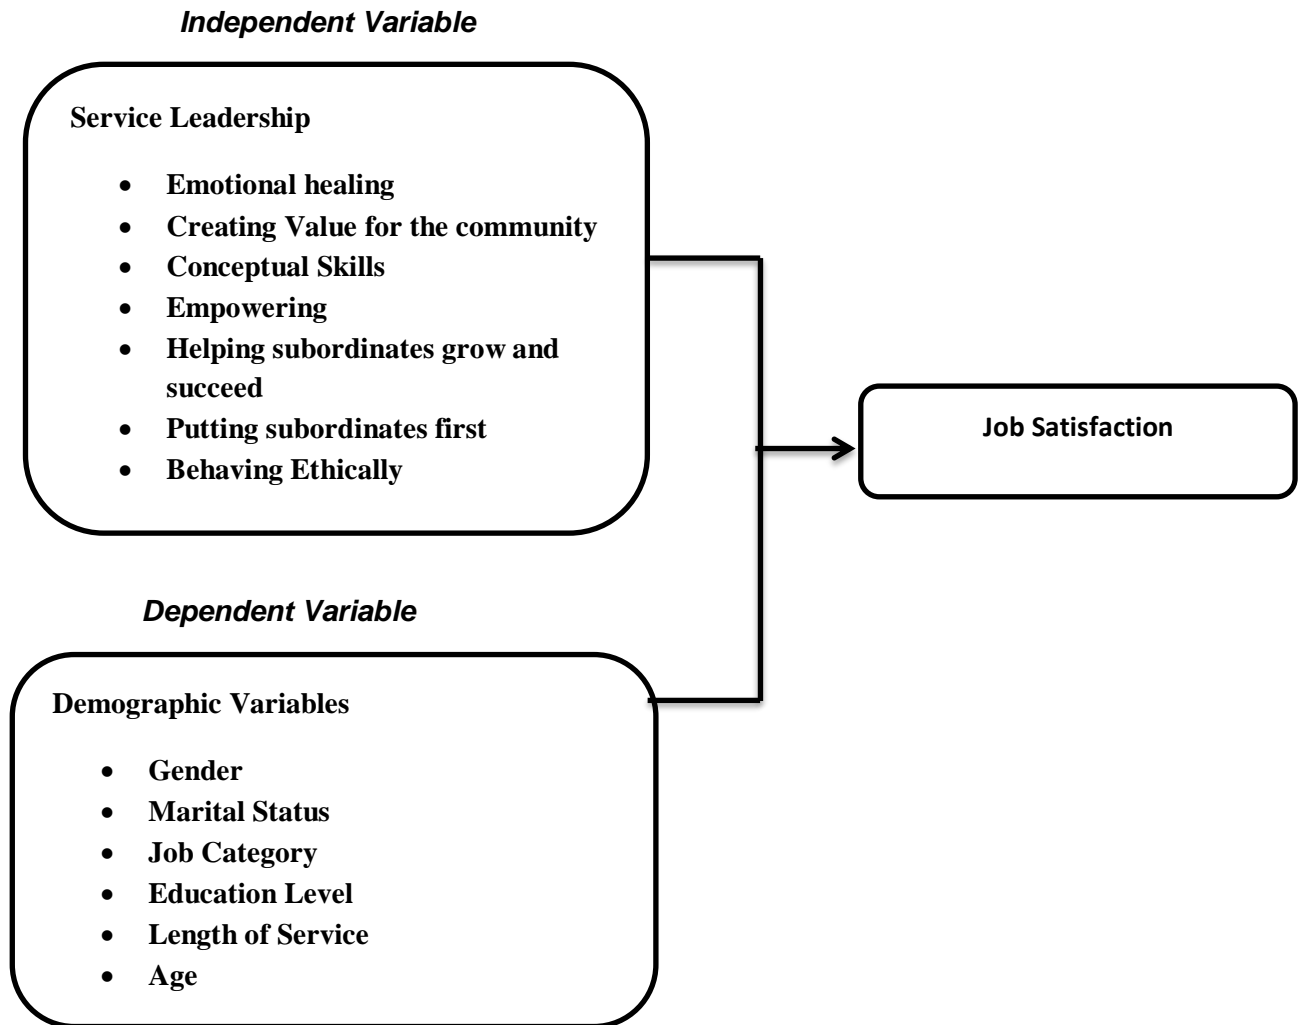 Independent Variable
Service Leadership
• Emotional healing
• Creating Value for the community
• Conceptual Skills
• Empowering
• Helping subordinates grow and
succeed
• Putting subordinates first
• Behaving Ethically
Job Satisfaction
Dependent Variable
Demographic Variables
• Gender
• Marital Status
• Job Category
• Education Level
• Length of Service
• Age